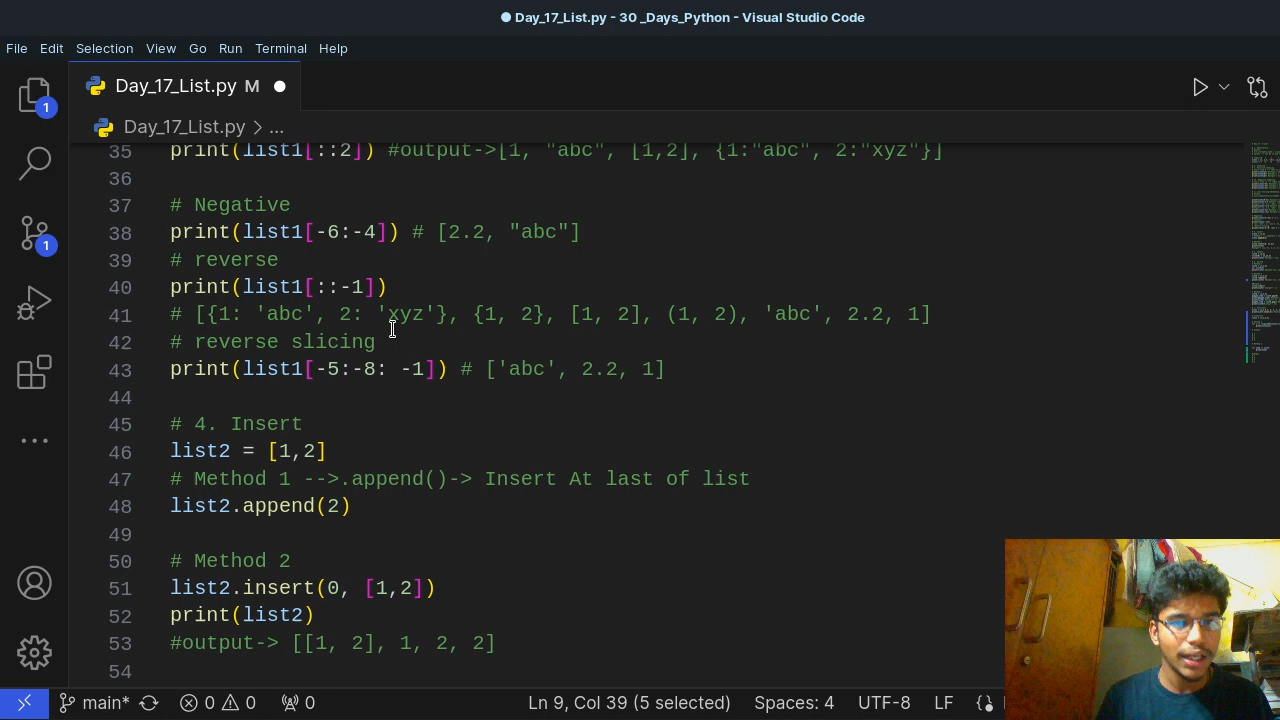 Day_17_List.py - 30 _Days_Python - Visual Studio Code
File Edit Selection View Go Run Terminal Help
1 Day_17_List.py M
Day_17_List.py > ...
35 print(list1[::2]) #output->[1, "abc", [1,2], {1:"abc", 2:"xyz"}]
36
37 # Negative
38 print(list1[-6:-4]) # [2.2, "abc"]
39 # reverse
40 print(list1[::-1])
41 # [{1: 'abc', 2: 'xyz'}, {1, 2}, [1, 2], (1, 2), 'abc', 2.2, 1]
42 # reverse slicing
43 print(list1[-5:-8: -1]) # ['abc', 2.2, 1]
44
45 # 4. Insert
46 list2 = [1,2]
47 # Method 1 -->.append()-> Insert At last of list
48 list2.append(2)
49
50 # Method 2
51 list2.insert(0, [1,2])
52 print(list2)
53 #output-> [[1, 2], 1, 2, 2]
54
1
main* 0 0 0 Ln 9, Col 39 (5 selected) Spaces: 4 UTF-8 LF {}